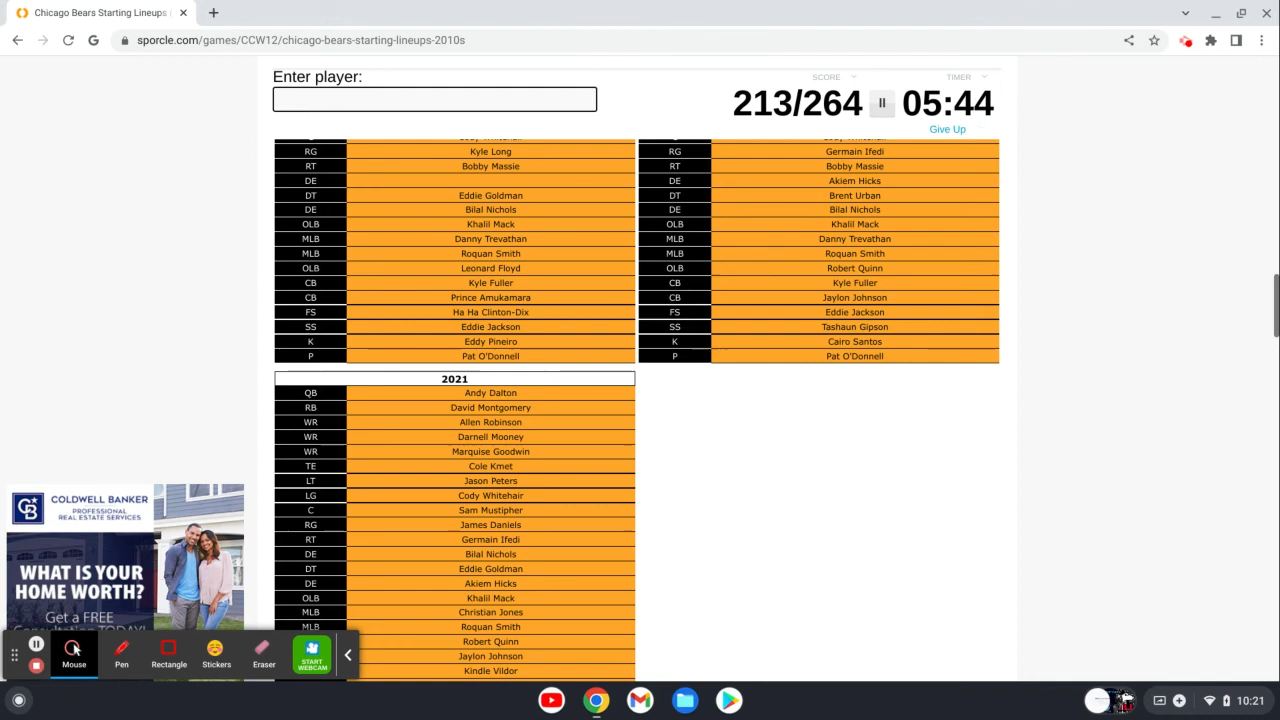 Chicago Bears Starting Lineups (
sporcle.com/games/CCW12/chicago-bears-starting-lineups-2010s
Enter player:
SCORE
TIMER
213/264
05:44
Give Up
RG Kyle Long
RT Bobby Massie
DE
DT Eddie Goldman
DE Bilal Nichols
OLB Khalil Mack
MLB Danny Trevathan
MLB Roquan Smith
OLB Leonard Floyd
CB Kyle Fuller
CB Prince Amukamara
FS Ha Ha Clinton-Dix
SS Eddie Jackson
K Eddy Pineiro
P Pat O'Donnell
RG Germain Ifedi
RT Bobby Massie
DE Akiem Hicks
DT Brent Urban
DE Bilal Nichols
OLB Khalil Mack
MLB Danny Trevathan
MLB Roquan Smith
OLB Robert Quinn
CB Kyle Fuller
CB Jaylon Johnson
FS Eddie Jackson
SS Tashaun Gipson
K Cairo Santos
P Pat O'Donnell
2021
QB Andy Dalton
RB David Montgomery
WR Allen Robinson
WR Darnell Mooney
WR Marquise Goodwin
TE Cole Kmet
LT Jason Peters
LG Cody Whitehair
C Sam Mustipher
RG James Daniels
RT Germain Ifedi
DE Bilal Nichols
DT Eddie Goldman
DE Akiem Hicks
OLB Khalil Mack
MLB Christian Jones
MLB Roquan Smith
Robert Quinn
Jaylon Johnson
Kindle Vildor
CB
COLDWELL BANKER
PROFESSIONAL
REAL ESTATE SERVICES
WHAT IS YOUR
HOME WORTH?
Get a FREE
Consultation TODAY!
Mouse
Pen
Rectangle
Stickers
Eraser
START
WEBCAM
10:21